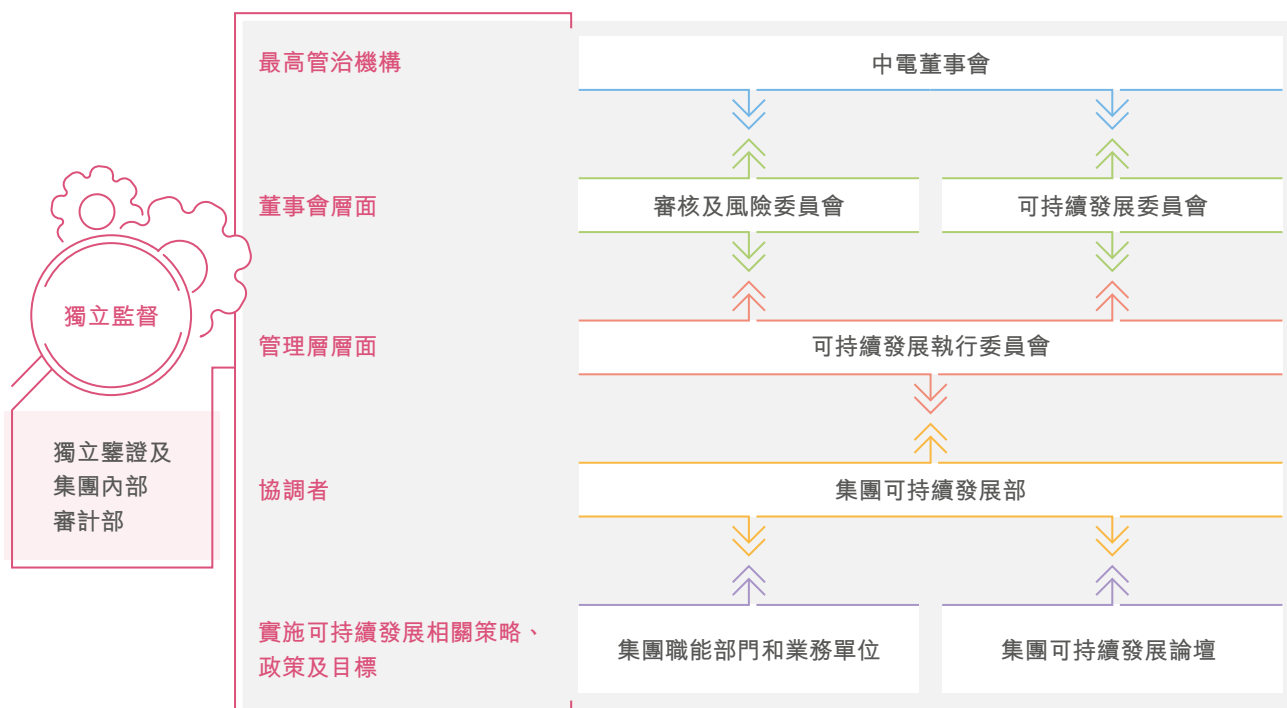 最高管治機構
中電董事會
董事會層面
審核及風險委員會
可持續發展委員會
獨立監督
管理層層面
可持續發展執行委員會
獨立鑒證及
集團內部
審計部
協調者
集團可持續發展部
實施可持續發展相關策略、
政策及目標
集團職能部門和業務單位
集團可持續發展論壇